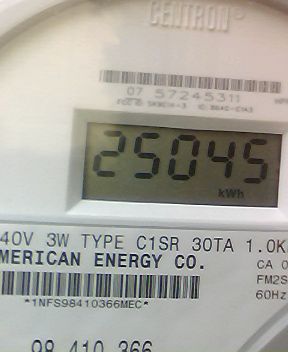 CENTRON®
07 57245311
25045
kWh
40V 3W TYPE C1SR 30TA 1.0K
MERICAN ENERGY CO.
CA 0
FM2S
*1NFS98410366MEC*
60Hz
98 410 366